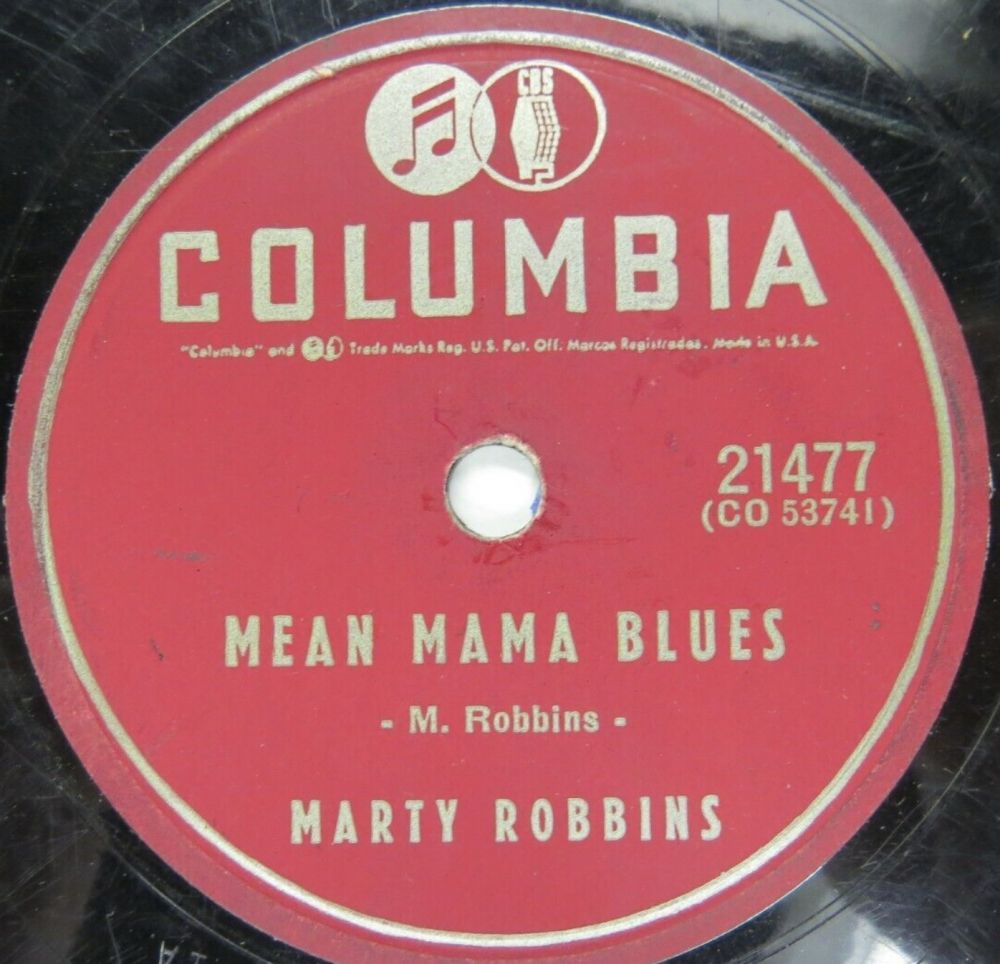 CBS
COLUMBIA
"Columbia" and Trade Marks Reg. U.S. Pat. Off. Marcas Registradas. Made in U.S.A.
21477
(CO 53741)
MEAN MAMA BLUES
- M. Robbins -
MARTY ROBBINS